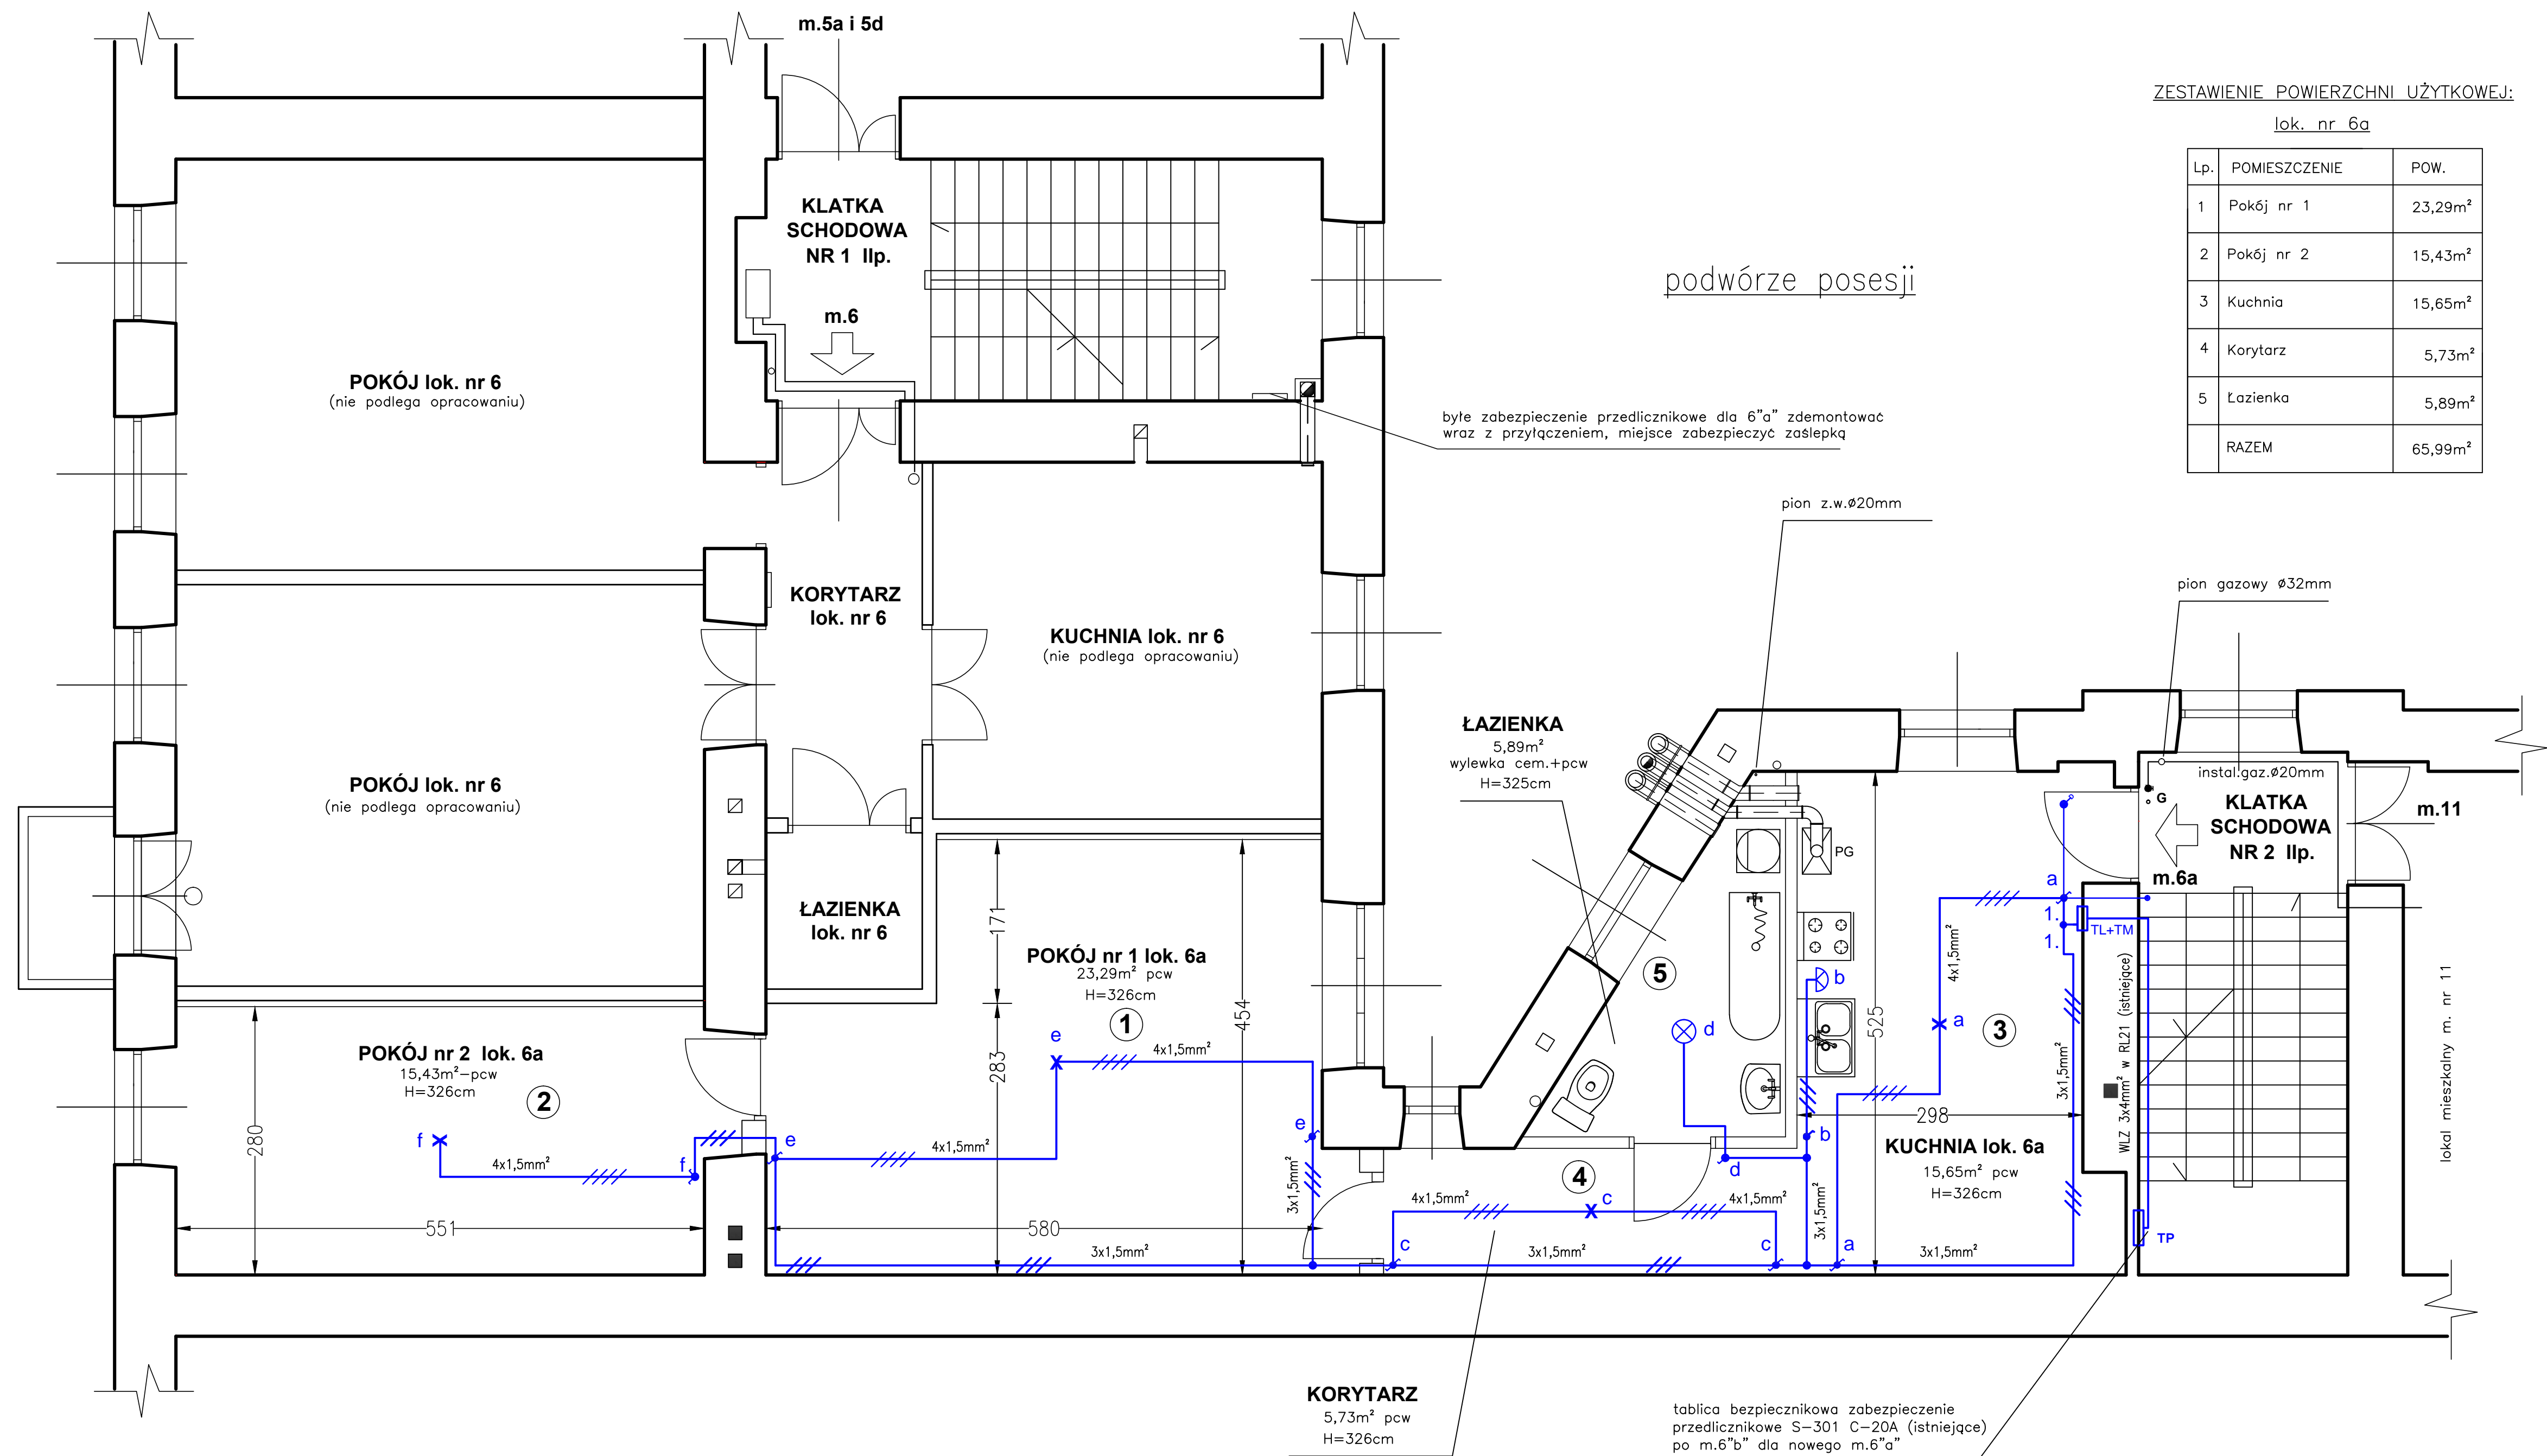 m.5a i 5d
ZESTAWIENIE POWIERZCHNI UŻYTKOWEJ:
lok. nr 6a
Lp. POMIESZCZENIE POW.
1 Pokój nr 1 23,29m²
2 Pokój nr 2 15,43m²
3 Kuchnia 15,65m²
4 Korytarz 5,73m²
5 Łazienka 5,89m²
RAZEM 65,99m²
KLATKA
SCHODOWA
NR 1 IIp.
m.6
podwórze posesji
POKÓJ lok. nr 6
(nie podlega opracowaniu)
byłe zabezpieczenie przedlicznikowe dla 6"a" zdemontować
wraz z przyłączeniem, miejsce zabezpieczyć zaślepką
pion z.w.ø20mm
pion gazowy ø32mm
KORYTARZ
lok. nr 6
KUCHNIA lok. nr 6
(nie podlega opracowaniu)
ŁAZIENKA
5,89m²
wylewka cem.+pcw
H=325cm
POKÓJ lok. nr 6
(nie podlega opracowaniu)
instal.gaz.ø20mm
G
KLATKA
SCHODOWA
NR 2 IIp.
m.11
m.6a
PG
ŁAZIENKA
lok. nr 6
171
454
283
POKÓJ nr 1 lok. 6a
23,29m² pcw
H=326cm
1
e
4x1,5mm²
5
b
d
525
a
1.
1.
TL+TM
4x1,5mm²
a
3
3x1,5mm²
WLZ 3x4mm² w RL21 (istniejące)
lokal mieszkalny m. nr 11
POKÓJ nr 2 lok. 6a
15,43m²-pcw
H=326cm
2
280
f
4x1,5mm²
f
e
4x1,5mm²
e
3x1,5mm²
298
b
d
KUCHNIA lok. 6a
15,65m² pcw
H=326cm
4
4x1,5mm²
c
4x1,5mm²
3x1,5mm²
551
580
3x1,5mm²
c
3x1,5mm²
c
a
3x1,5mm²
TP
KORYTARZ
5,73m² pcw
H=326cm
tablica bezpiecznikowa zabezpieczenie
przedlicznikowe S-301 C-20A (istniejące)
po m.6"b" dla nowego m.6"a"